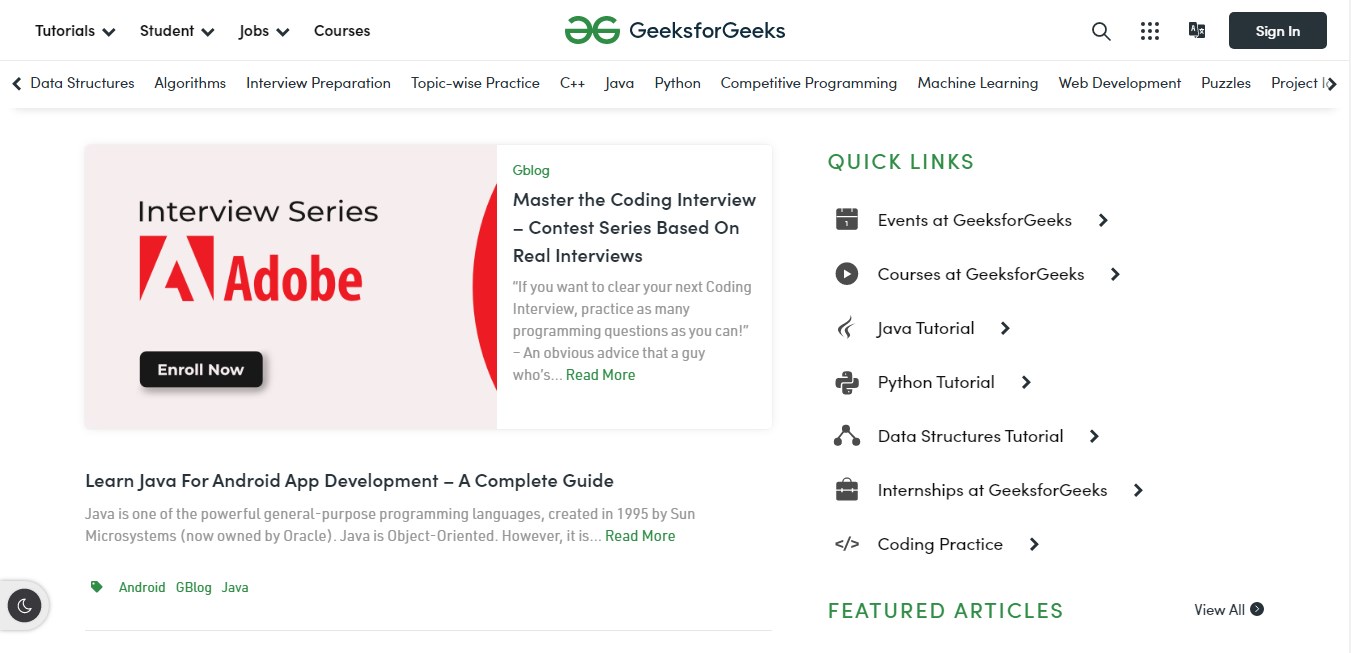 Tutorials Student Jobs Courses GeeksforGeeks Sign In
Data Structures Algorithms Interview Preparation Topic-wise Practice C++ Java Python Competitive Programming Machine Learning Web Development Puzzles Project
Interview Series
Adobe
Enroll Now
Gblog
Master the Coding Interview
– Contest Series Based On
Real Interviews
“If you want to clear your next Coding
Interview, practice as many
programming questions as you can!”
– An obvious advice that a guy
who’s... Read More
Learn Java For Android App Development – A Complete Guide
Java is one of the powerful general-purpose programming languages, created in 1995 by Sun
Microsystems (now owned by Oracle). Java is Object-Oriented. However, it is... Read More
Android GBlog Java
QUICK LINKS
Events at GeeksforGeeks
Courses at GeeksforGeeks
Java Tutorial
Python Tutorial
Data Structures Tutorial
Internships at GeeksforGeeks
</> Coding Practice
FEATURED ARTICLES View All